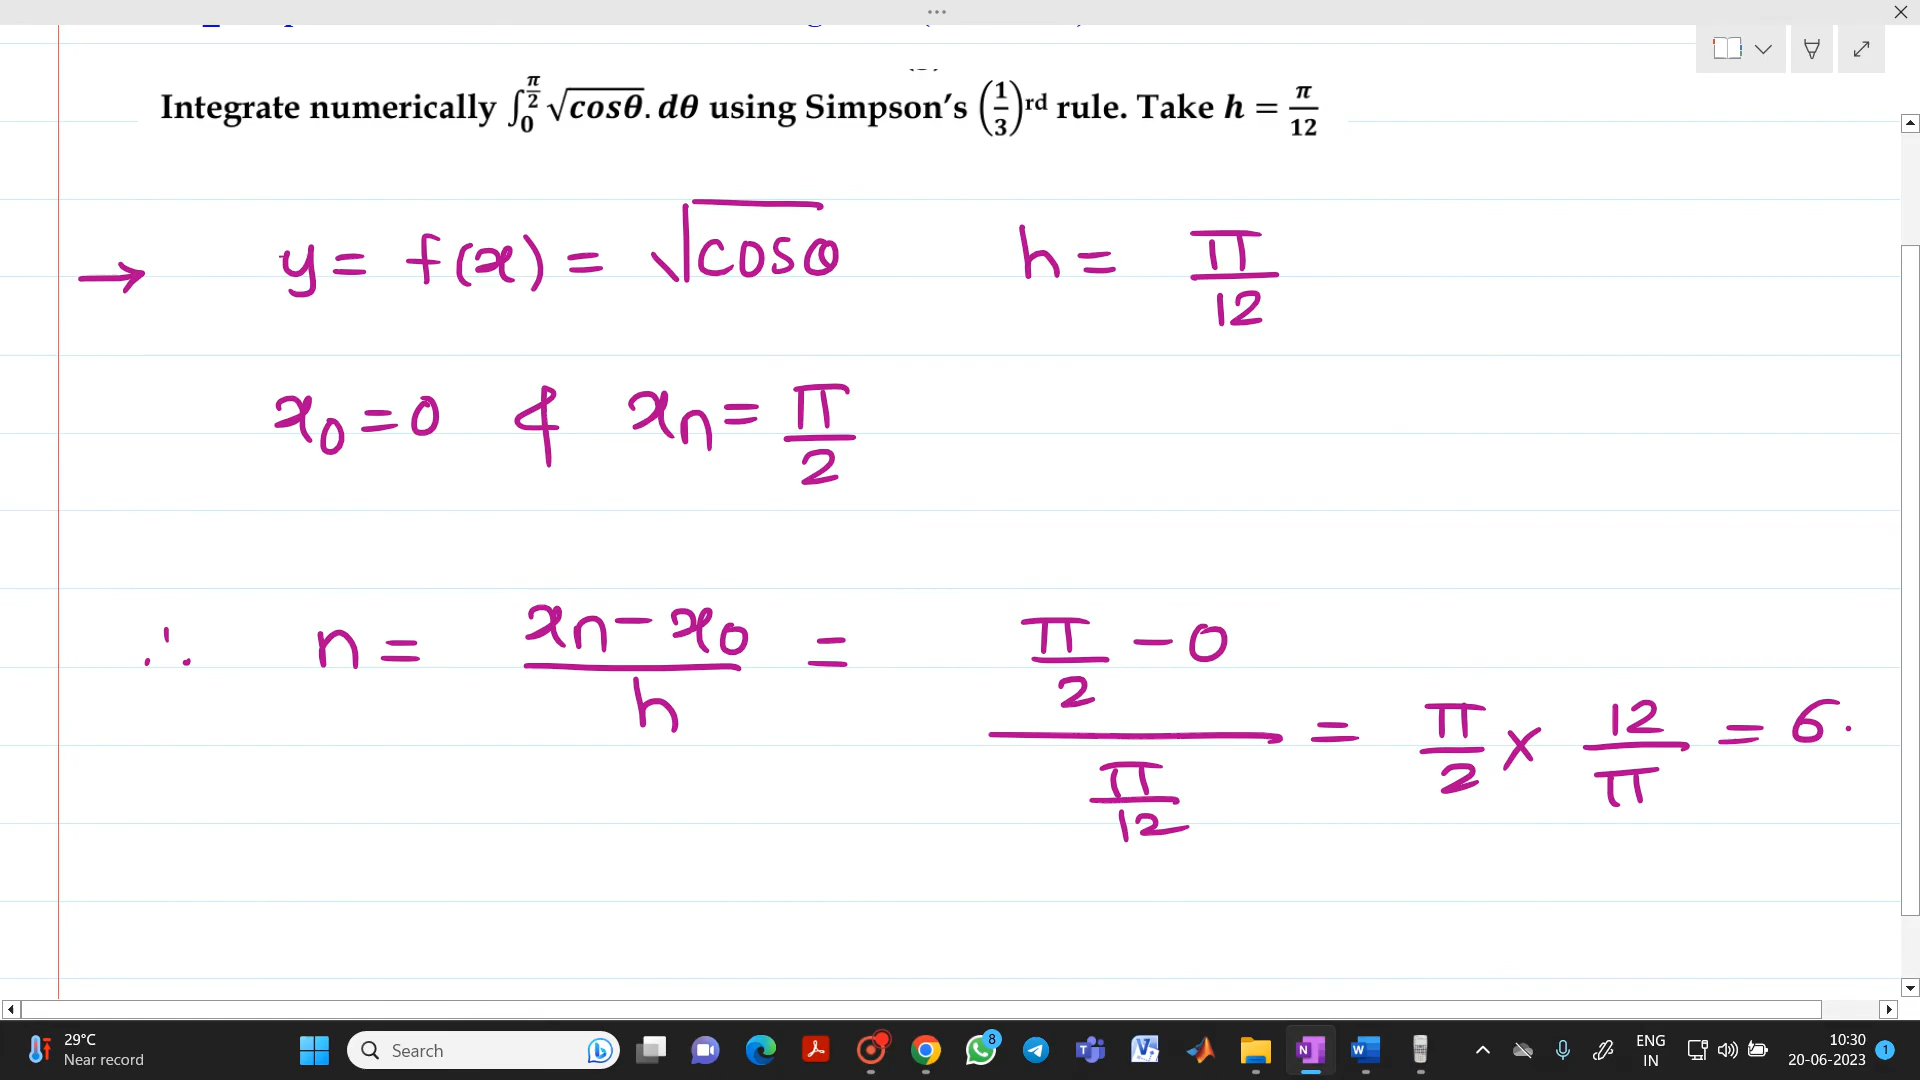 Integrate numerically ∫₀^(π/2) √cosθ. dθ using Simpson's (1/3)rd rule. Take h = π/12
→ y = f(x) = √cosθ h = π/12
x₀ = 0 & xₙ = π/2
∴ n = (xₙ - x₀)/h = (π/2 - 0)/(π/12) = π/2 × 12/π = 6.
29°C
Near record
Search
8
ENG
IN
10:30
20-06-2023
1